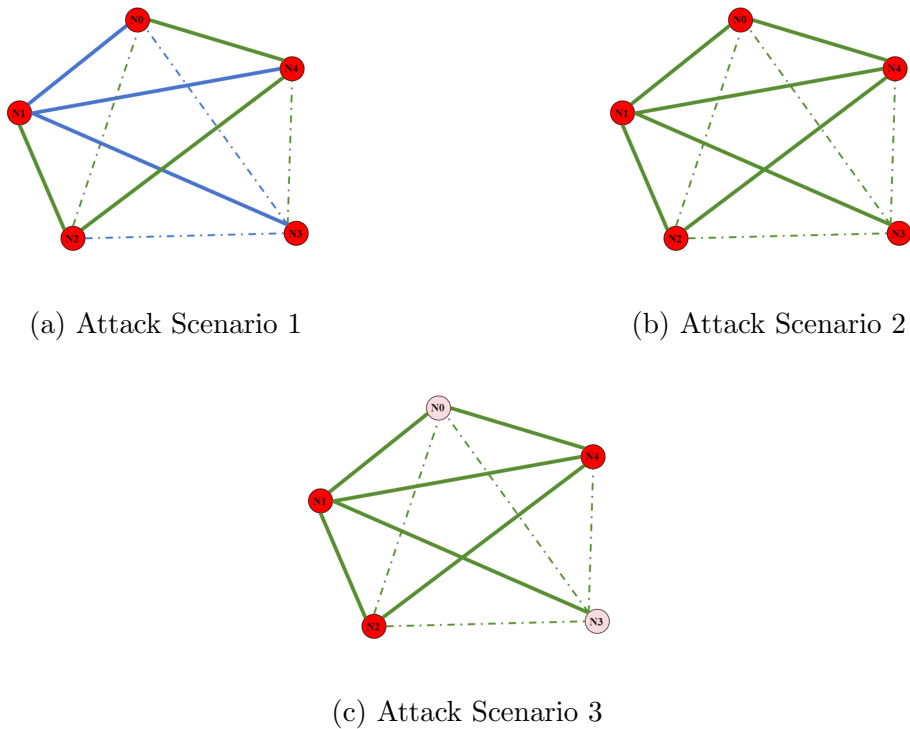 N0
N4
N1
N2
N3
(a) Attack Scenario 1
N0
N4
N1
N2
N3
(b) Attack Scenario 2
N0
N4
N1
N2
N3
(c) Attack Scenario 3